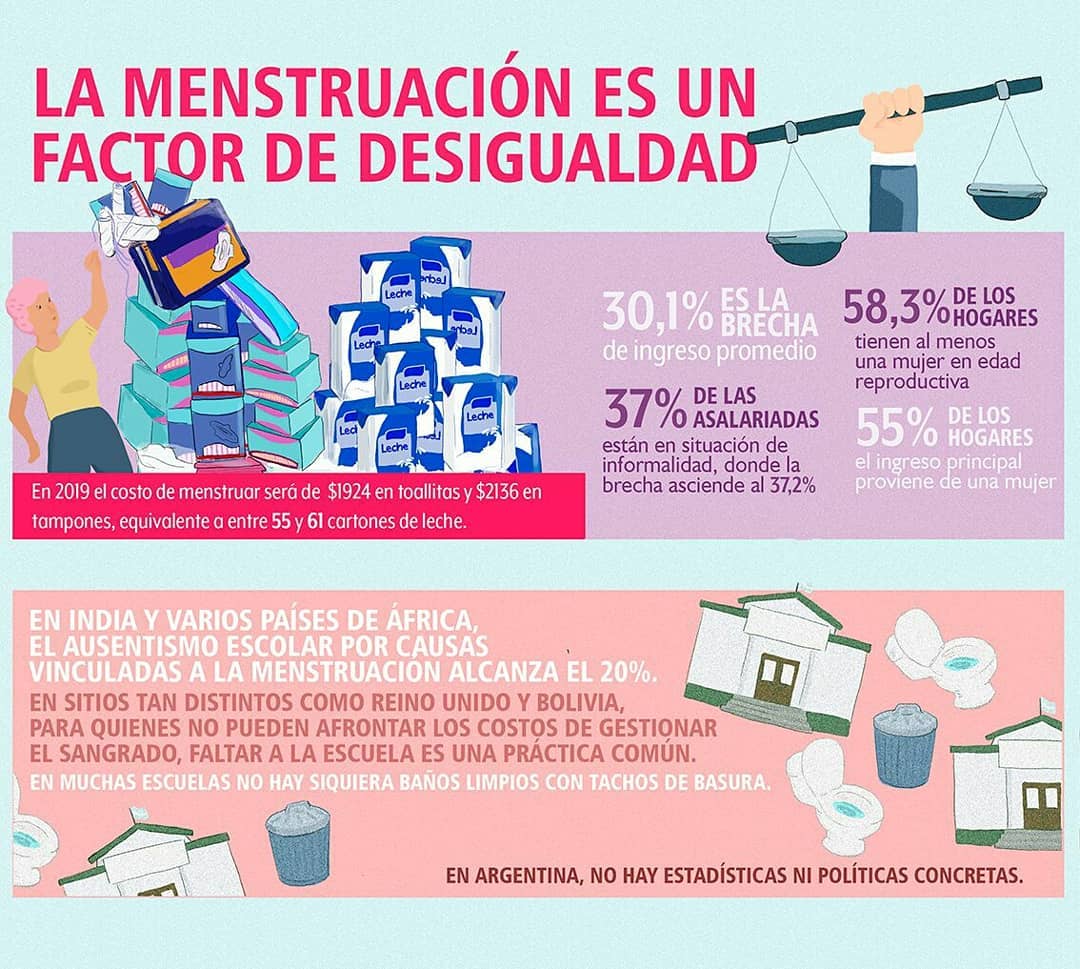 LA MENSTRUACIÓN ES UN
FACTOR DE DESIGUALDAD
Leche
Leche
Leche
Leche
Leche
Leche
Leche
Leche
Leche
30,1% ES LA
BRECHA
de ingreso promedio
37% DE LAS
ASALARIADAS
están en situación de
informalidad, donde la
brecha asciende al 37,2%
58,3% DE LOS
HOGARES
tienen al menos
una mujer en edad
reproductiva
55% DE LOS
HOGARES
el ingreso principal
proviene de una mujer
En 2019 el costo de menstruar será de $1924 en toallitas y $2136 en
tampones, equivalente a entre 55 y 61 cartones de leche.
EN INDIA Y VARIOS PAÍSES DE ÁFRICA,
EL AUSENTISMO ESCOLAR POR CAUSAS
VINCULADAS A LA MENSTRUACIÓN ALCANZA EL 20%.
EN SITIOS TAN DISTINTOS COMO REINO UNIDO Y BOLIVIA,
PARA QUIENES NO PUEDEN AFRONTAR LOS COSTOS DE GESTIONAR
EL SANGRADO, FALTAR A LA ESCUELA ES UNA PRÁCTICA COMÚN.
EN MUCHAS ESCUELAS NO HAY SIQUIERA BAÑOS LIMPIOS CON TACHOS DE BASURA.
EN ARGENTINA, NO HAY ESTADÍSTICAS NI POLÍTICAS CONCRETAS.